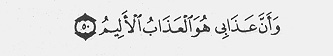 وَأَنَّ عَذَابِى هُوَ ٱلْعَذَابُ ٱلْأَلِيمُ ۝٥٠